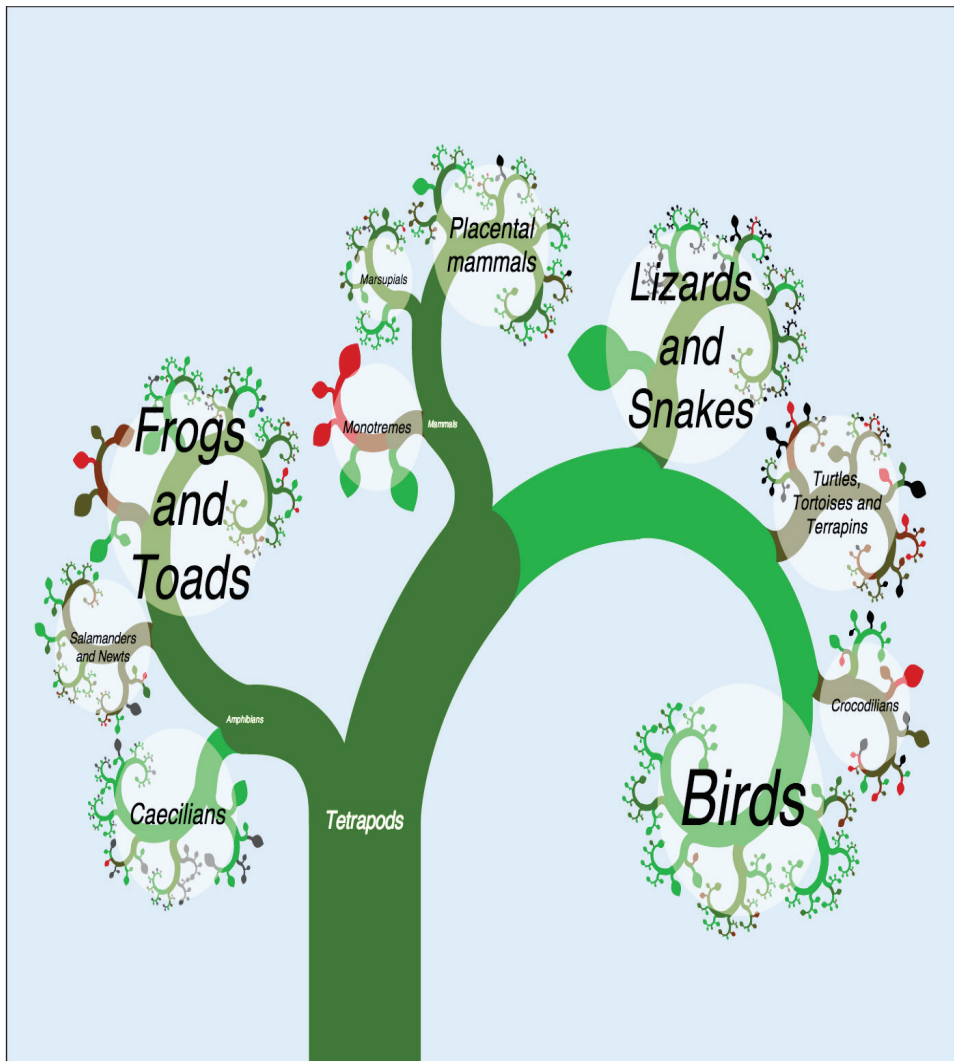 Placental
mammals
Marsupials
Lizards
and
Snakes
Monotremes
Mammals
Frogs
and
Toads
Turtles,
Tortoises and
Terrapins
Salamanders
and Newts
Amphibians
Crocodilians
Caecilians
Tetrapods
Birds